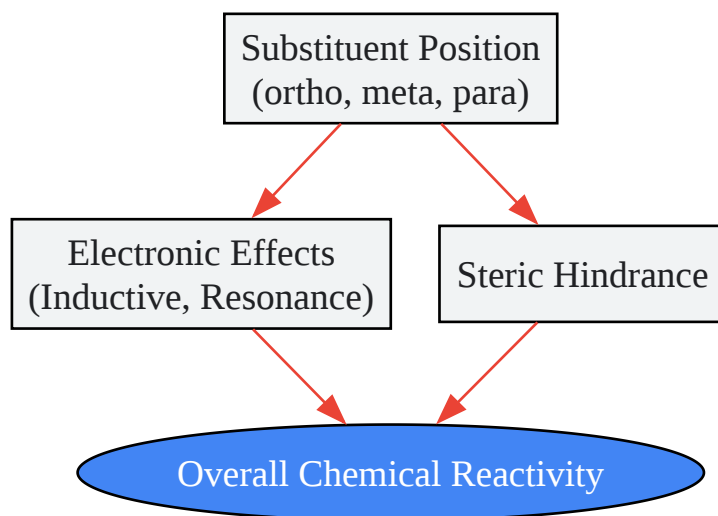 Substituent Position
(ortho, meta, para)
Electronic Effects
(Inductive, Resonance)
Steric Hindrance
Overall Chemical Reactivity